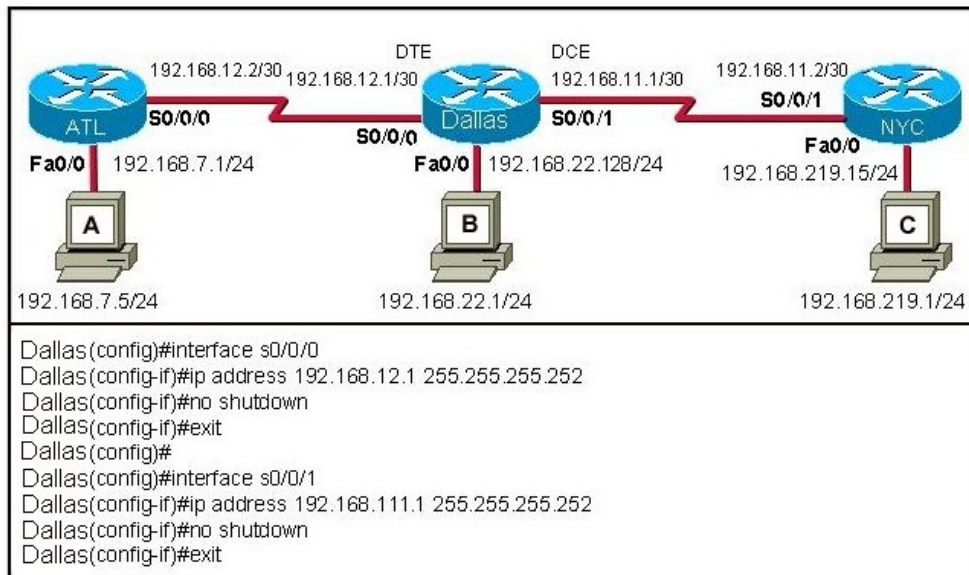 DTE
DCE
192.168.12.2/30
192.168.12.1/30
192.168.11.1/30
192.168.11.2/30
S0/0/0
S0/0/0
S0/0/1
S0/0/1
ATL
Dallas
NYC
Fa0/0
192.168.7.1/24
Fa0/0
192.168.22.128/24
Fa0/0
192.168.219.15/24
A
B
C
192.168.7.5/24
192.168.22.1/24
192.168.219.1/24
Dallas(config)#interface s0/0/0
Dallas(config-if)#ip address 192.168.12.1 255.255.255.252
Dallas(config-if)#no shutdown
Dallas(config-if)#exit
Dallas(config)#
Dallas(config)#interface s0/0/1
Dallas(config-if)#ip address 192.168.111.1 255.255.255.252
Dallas(config-if)#no shutdown
Dallas(config-if)#exit